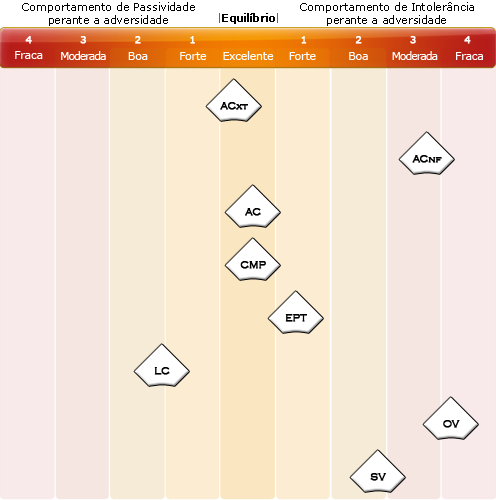 Comportamento de Passividade
perante a adversidade
|Equilíbrio|
Comportamento de Intolerância
perante a adversidade
4 3 2 1 1 2 3 4
Fraca Moderada Boa Forte Excelente Forte Boa Moderada Fraca
ACXT
ACNF
AC
CMP
EPT
LC
OV
SV